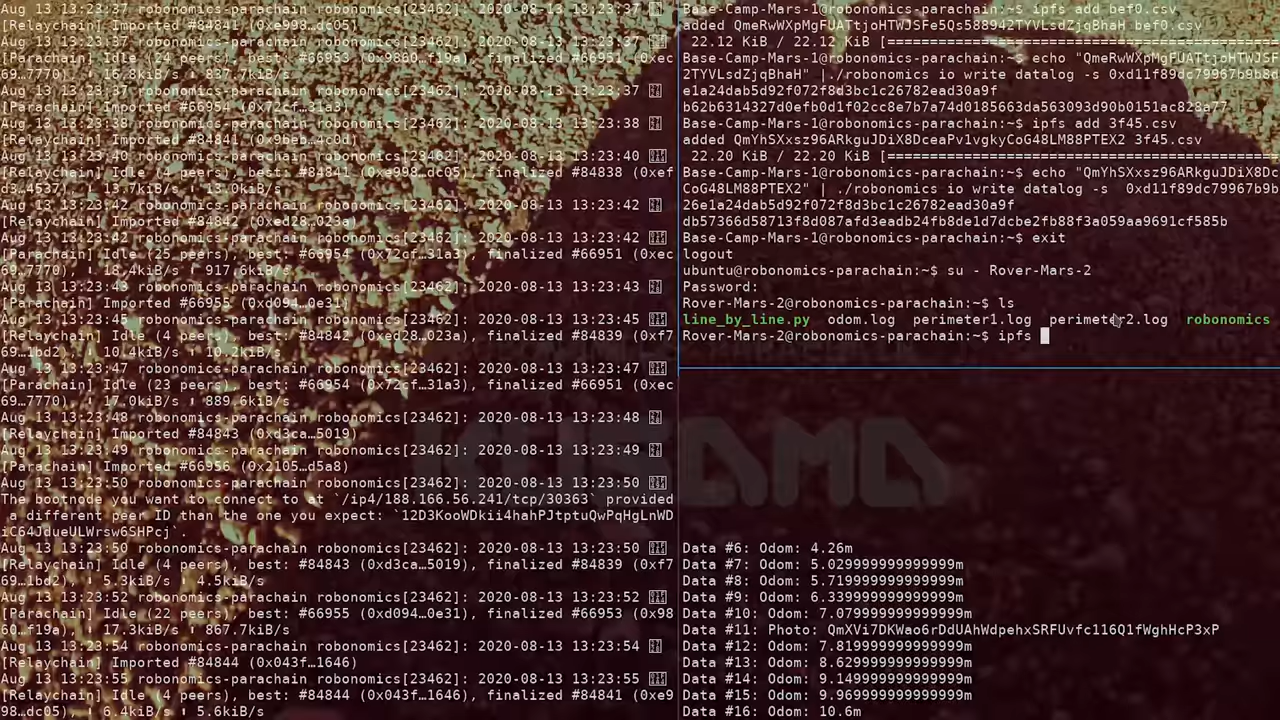 Aug 13 13:23:37 robonomics-parachain robonomics[23462]: 2020-08-13 13:23:37
[Relaychain] Imported #84841 (0xe998…dc05)
Aug 13 13:23:37 robonomics-parachain robonomics[23462]: 2020-08-13 13:23:37
[Parachain] Idle (24 peers), best: #66953 (0x9860…f19a), finalized #66951 (0xec
69…7770), ⬇ 16.8kiB/s ⬆ 837.7kiB/s
Aug 13 13:23:37 robonomics-parachain robonomics[23462]: 2020-08-13 13:23:37
[Parachain] Imported #66954 (0x72cf…31a3)
Aug 13 13:23:38 robonomics-parachain robonomics[23462]: 2020-08-13 13:23:38
[Relaychain] Imported #84841 (0x9beb…4c0d)
Aug 13 13:23:40 robonomics-parachain robonomics[23462]: 2020-08-13 13:23:40
[Relaychain] Idle (4 peers), best: #84841 (0xe998…dc05), finalized #84838 (0xef
d3…4537), ⬇ 13.7kiB/s ⬆ 13.0kiB/s
Aug 13 13:23:42 robonomics-parachain robonomics[23462]: 2020-08-13 13:23:42
[Relaychain] Imported #84842 (0xed28…023a)
Aug 13 13:23:42 robonomics-parachain robonomics[23462]: 2020-08-13 13:23:42
[Parachain] Idle (25 peers), best: #66954 (0x72cf…31a3), finalized #66951 (0xec
69…7770), ⬇ 18.4kiB/s ⬆ 917.6kiB/s
Aug 13 13:23:43 robonomics-parachain robonomics[23462]: 2020-08-13 13:23:43
[Parachain] Imported #66955 (0xd094…0e31)
Aug 13 13:23:45 robonomics-parachain robonomics[23462]: 2020-08-13 13:23:45
[Relaychain] Idle (4 peers), best: #84842 (0xed28…023a), finalized #84839 (0xf7
69…1bd2), ⬇ 10.4kiB/s ⬆ 10.2kiB/s
Aug 13 13:23:47 robonomics-parachain robonomics[23462]: 2020-08-13 13:23:47
[Parachain] Idle (23 peers), best: #66954 (0x72cf…31a3), finalized #66951 (0xec
69…7770), ⬇ 17.0kiB/s ⬆ 889.6kiB/s
Aug 13 13:23:48 robonomics-parachain robonomics[23462]: 2020-08-13 13:23:48
[Relaychain] Imported #84843 (0xd3ca…5019)
Aug 13 13:23:49 robonomics-parachain robonomics[23462]: 2020-08-13 13:23:49
[Parachain] Imported #66956 (0x2105…d5a8)
Aug 13 13:23:50 robonomics-parachain robonomics[23462]: 2020-08-13 13:23:50
The bootnode you want to connect to at `/ip4/188.166.56.241/tcp/30363` provided
a different peer ID than the one you expect: `12D3KooWDkii4hahPJtptuQwPqHgLnWD
iC64JdueULWrsw6SHPcj`.
Aug 13 13:23:50 robonomics-parachain robonomics[23462]: 2020-08-13 13:23:50
[Relaychain] Idle (4 peers), best: #84843 (0xd3ca…5019), finalized #84839 (0xf7
69…1bd2), ⬇ 5.3kiB/s ⬆ 4.5kiB/s
Aug 13 13:23:52 robonomics-parachain robonomics[23462]: 2020-08-13 13:23:52
[Parachain] Idle (22 peers), best: #66955 (0xd094…0e31), finalized #66953 (0x98
60…f19a), ⬇ 17.3kiB/s ⬆ 867.7kiB/s
Aug 13 13:23:54 robonomics-parachain robonomics[23462]: 2020-08-13 13:23:54
[Relaychain] Imported #84844 (0x043f…1646)
Aug 13 13:23:55 robonomics-parachain robonomics[23462]: 2020-08-13 13:23:55
[Relaychain] Idle (4 peers), best: #84844 (0x043f…1646), finalized #84841 (0xe9
98…dc05), ⬇ 6.4kiB/s ⬆ 5.6kiB/s
Base-Camp-Mars-1@robonomics-parachain:~$ ipfs add bef0.csv
added QmeRwWXpMgFUATtjoHTWJSFe5Qs588942TYVLsdZjqBhaH bef0.csv
22.12 KiB / 22.12 KiB [===================================
Base-Camp-Mars-1@robonomics-parachain:~$ echo "QmeRwWXpMgFUATtjoHTWJSF
2TYVLsdZjqBhaH" |./robonomics io write datalog -s 0xd11f89dc79967b9b8d
e1a24dab5d92f072f8d3bc1c26782ead30a9f
b62b6314327d0efb0d1f02cc8e7b7a74d0185663da563093d90b0151ac828a77
Base-Camp-Mars-1@robonomics-parachain:~$ ipfs add 3f45.csv
added QmYhSXxsz96ARkguJDiX8DceaPv1vgkyCoG48LM88PTEX2 3f45.csv
22.20 KiB / 22.20 KiB [===================================
Base-Camp-Mars-1@robonomics-parachain:~$ echo "QmYhSXxsz96ARkguJDiX8Dc
CoG48LM88PTEX2" | ./robonomics io write datalog -s  0xd11f89dc79967b9b
26e1a24dab5d92f072f8d3bc1c26782ead30a9f
db57366d58713f8d087afd3eadb24fb8de1d7dcbe2fb88f3a059aa9691cf585b
Base-Camp-Mars-1@robonomics-parachain:~$ exit
logout
ubuntu@robonomics-parachain:~$ su - Rover-Mars-2
Password:
Rover-Mars-2@robonomics-parachain:~$ ls
line_by_line.py  odom.log  perimeter1.log  perimeter2.log  robonomics
Rover-Mars-2@robonomics-parachain:~$ ipfs
Data #6: Odom: 4.26m
Data #7: Odom: 5.029999999999999m
Data #8: Odom: 5.719999999999999m
Data #9: Odom: 6.339999999999999m
Data #10: Odom: 7.079999999999999m
Data #11: Photo: QmXVi7DKWao6rDdUAhWdpehxSRFUvfc116Q1fWghHcP3xP
Data #12: Odom: 7.819999999999999m
Data #13: Odom: 8.629999999999999m
Data #14: Odom: 9.149999999999999m
Data #15: Odom: 9.969999999999999m
Data #16: Odom: 10.6m